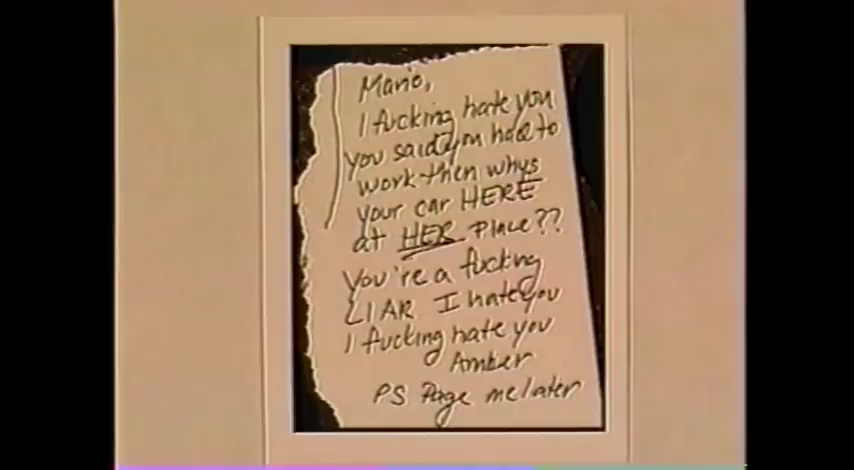 Mario,
I fucking hate you
you said you had to
work then whys
your car HERE
at HER place??
You're a fucking
LIAR I hate you
I fucking hate you
Amber
PS Page me later